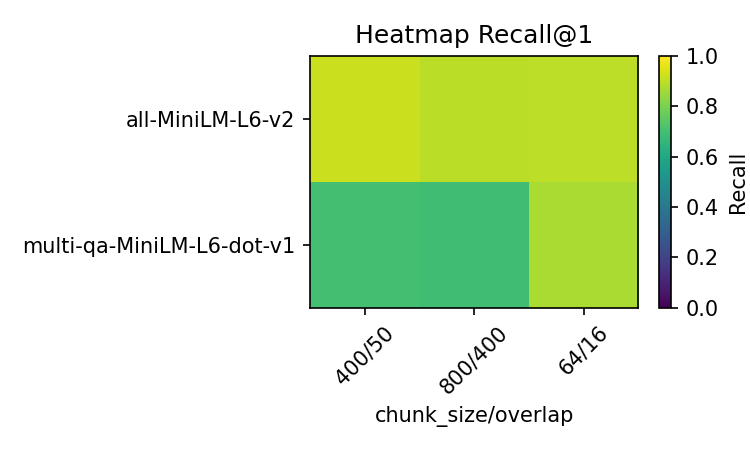 Heatmap Recall@1
all-MiniLM-L6-v2
multi-qa-MiniLM-L6-dot-v1
400/50
800/400
64/16
chunk_size/overlap
1.0
0.8
0.6
0.4
0.2
0.0
Recall